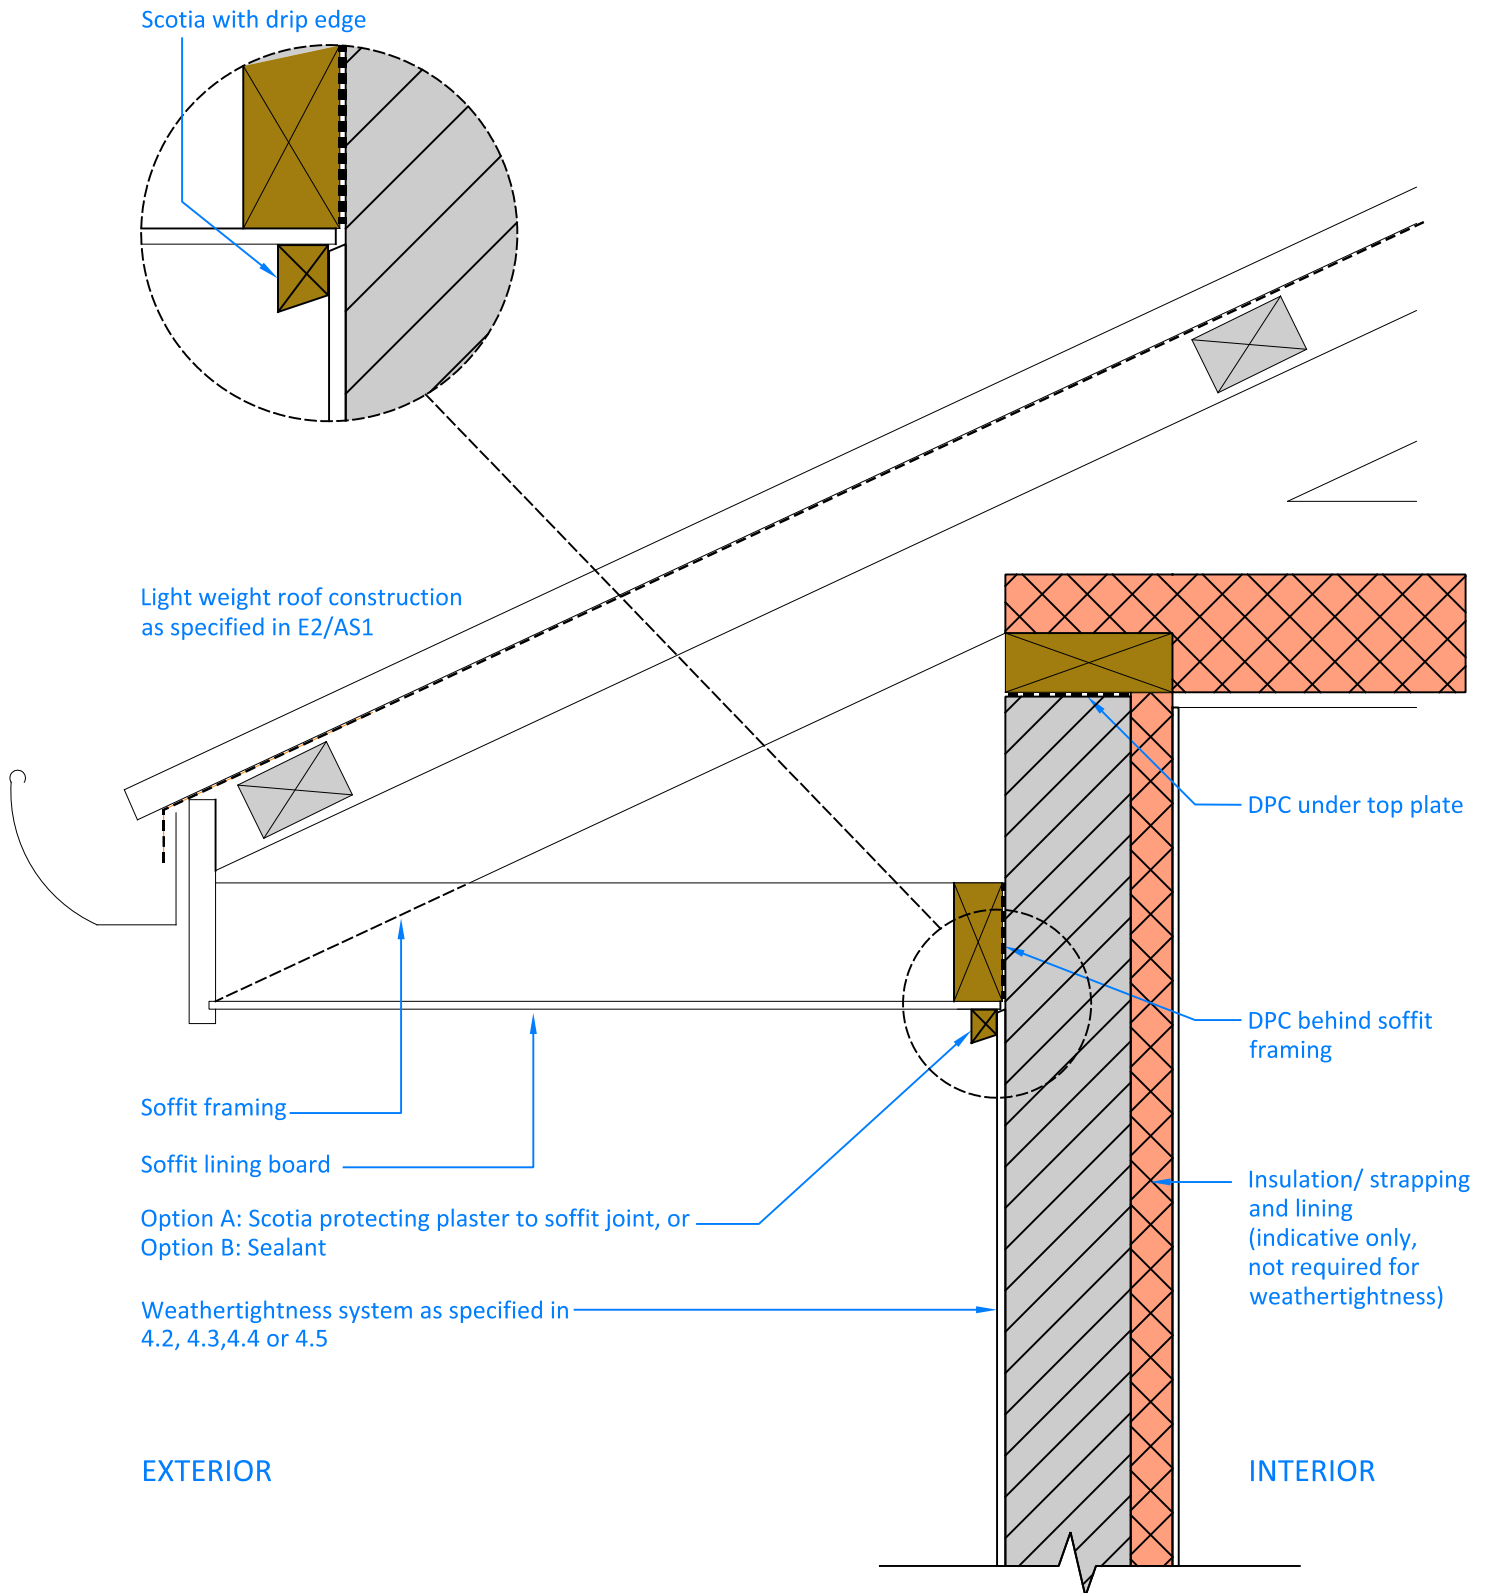 Scotia with drip edge
Light weight roof construction
as specified in E2/AS1
DPC under top plate
DPC behind soffit
framing
Soffit framing
Soffit lining board
Option A: Scotia protecting plaster to soffit joint, or
Option B: Sealant
Insulation/ strapping
and lining
(indicative only,
not required for
weathertightness)
Weathertightness system as specified in
4.2, 4.3,4.4 or 4.5
EXTERIOR
INTERIOR